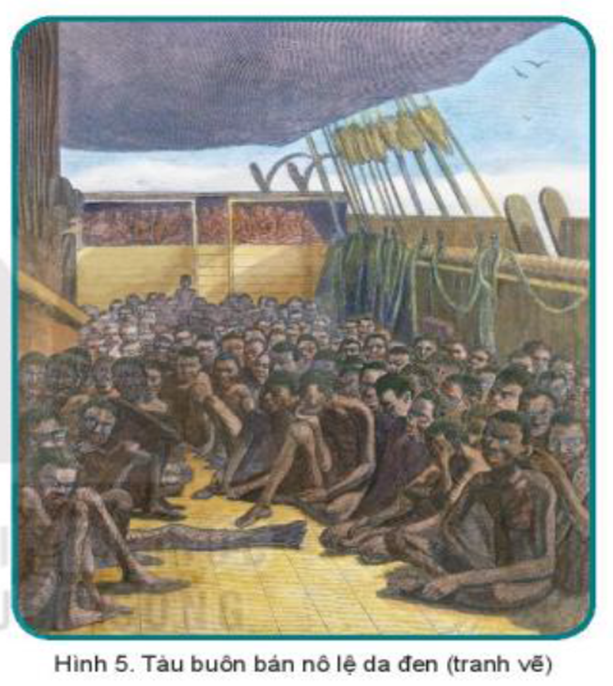 Hình 5. Tàu buôn bán nô lệ da đen (tranh vẽ)